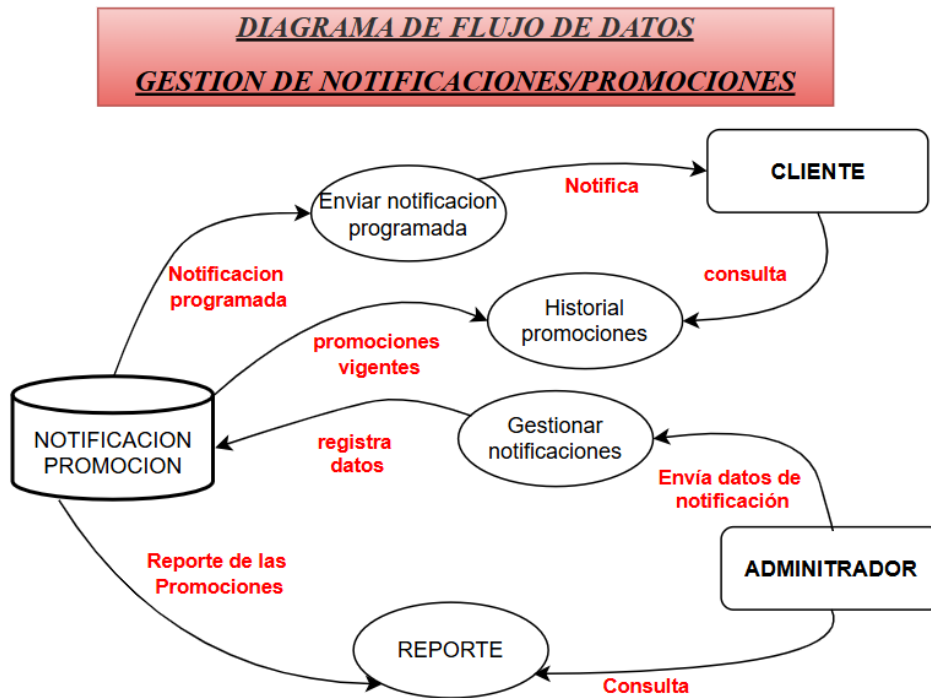 DIAGRAMA DE FLUJO DE DATOS
GESTION DE NOTIFICACIONES/PROMOCIONES
CLIENTE
Notifica
Enviar notificacion
programada
Notificacion
programada
consulta
Historial
promociones
promociones
vigentes
Gestionar
notificaciones
NOTIFICACION
PROMOCION
registra
datos
Envía datos de
notificación
ADMINITRADOR
Reporte de las
Promociones
REPORTE
Consulta